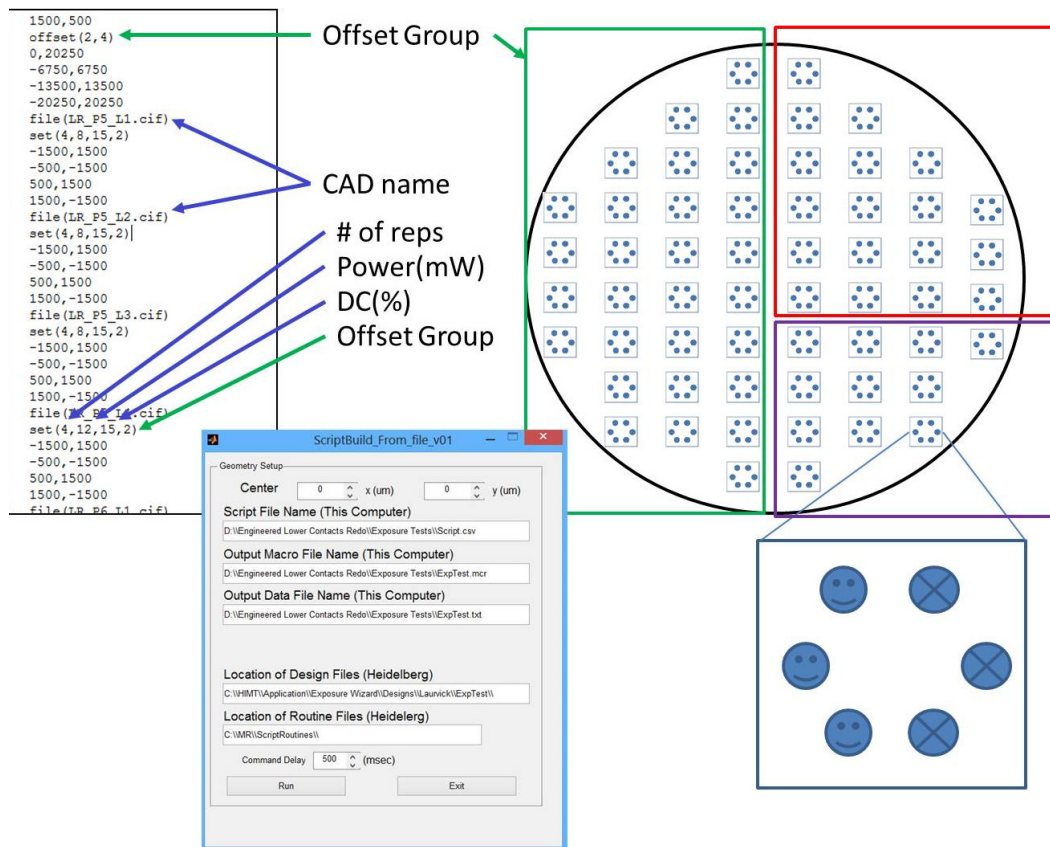 1500,500
offset(2,4)
0,20250
-6750,6750
-13500,13500
-20250,20250
file(LR_P5_L1.cif)
set(4,8,15,2)
-1500,1500
-500,-1500
500,1500
1500,-1500
file(LR_P5_L2.cif)
set(4,8,15,2)
-1500,1500
-500,-1500
500,1500
1500,-1500
file(LR_P5_L3.cif)
set(4,8,15,2)
-1500,1500
-500,-1500
500,1500
1500,-1500
file(LR_P5_L4.cif)
set(4,12,15,2)
-1500,1500
-500,-1500
500,1500
1500,-1500
file(LR_P6_L1.cif)
Offset Group
CAD name
# of reps
Power(mW)
DC(%)
Offset Group
ScriptBuild_From_file_v01
Geometry Setup
Center 0 x (um) 0 y (um)
Script File Name (This Computer)
D:\\Engineered Lower Contacts Redo\\Exposure Tests\\Script.csv
Output Macro File Name (This Computer)
D:\\Engineered Lower Contacts Redo\\Exposure Tests\\ExpTest.mcr
Output Data File Name (This Computer)
D:\\Engineered Lower Contacts Redo\\Exposure Tests\\ExpTest.txt
Location of Design Files (Heidelberg)
C:\\HIMT\\Application\\Exposure Wizard\\Designs\\Laurvick\\ExpTest\\
Location of Routine Files (Heidelerg)
C:\\MR\\ScriptRoutines\\
Command Delay 500 (msec)
Run Exit